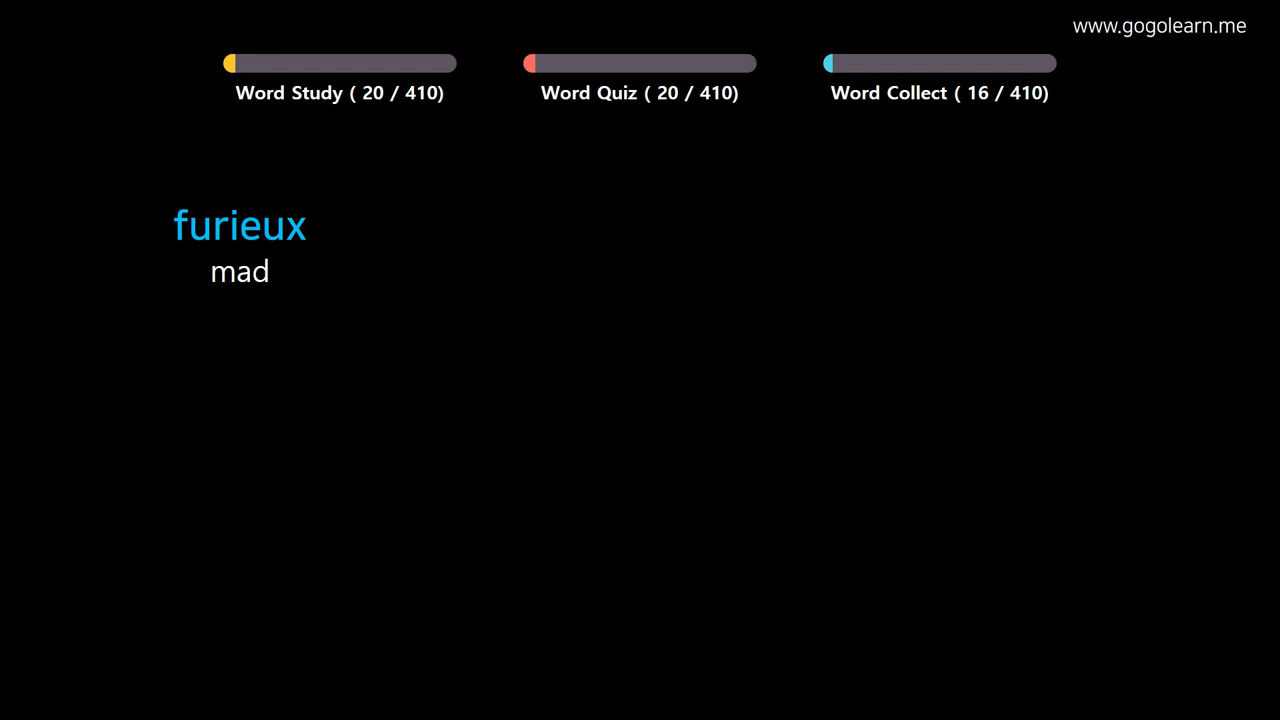 www.gogolearn.me
Word Study ( 20 / 410)
Word Quiz ( 20 / 410)
Word Collect ( 16 / 410)
furieux
mad